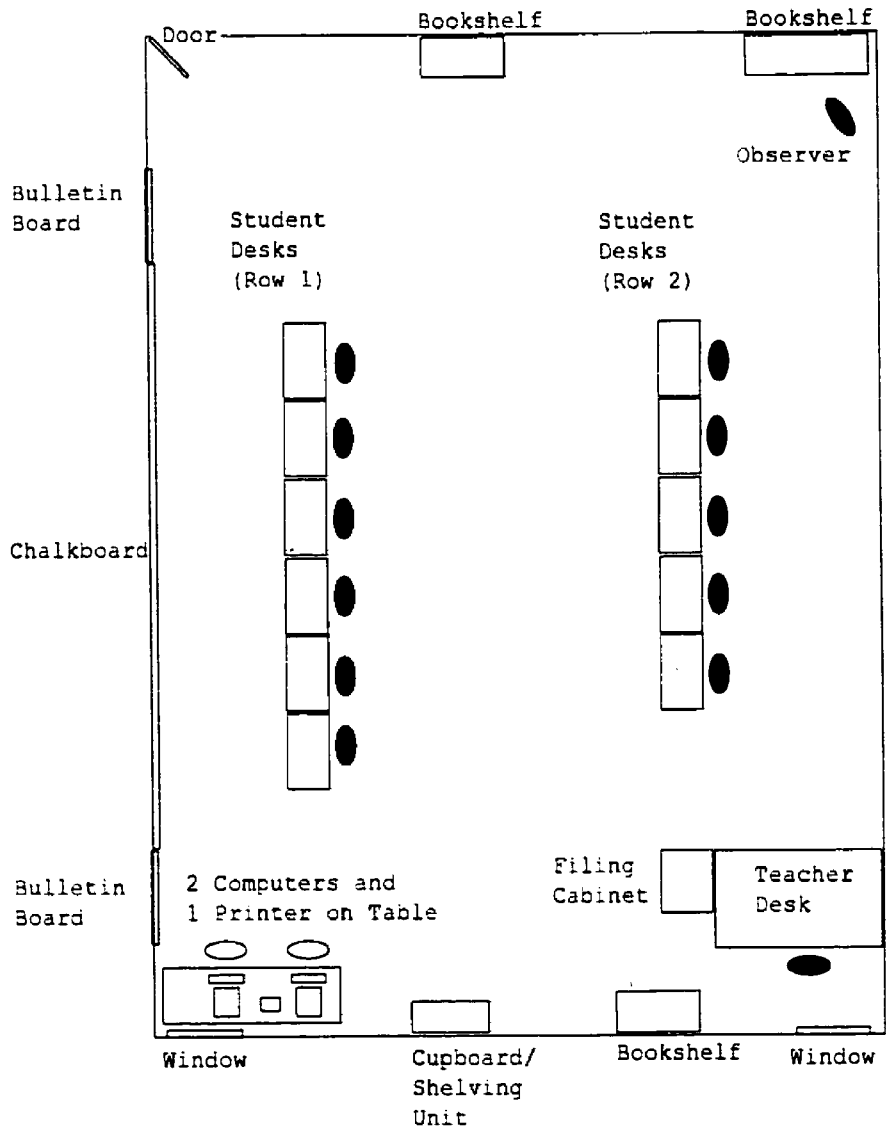 Door
Bookshelf
Bookshelf
Observer
Bulletin
Board
Student
Desks
(Row 1)
Student
Desks
(Row 2)
Chalkboard
Bulletin
Board
2 Computers and
1 Printer on Table
Filing
Cabinet
Teacher
Desk
Window
Cupboard/
Shelving
Unit
Bookshelf
Window